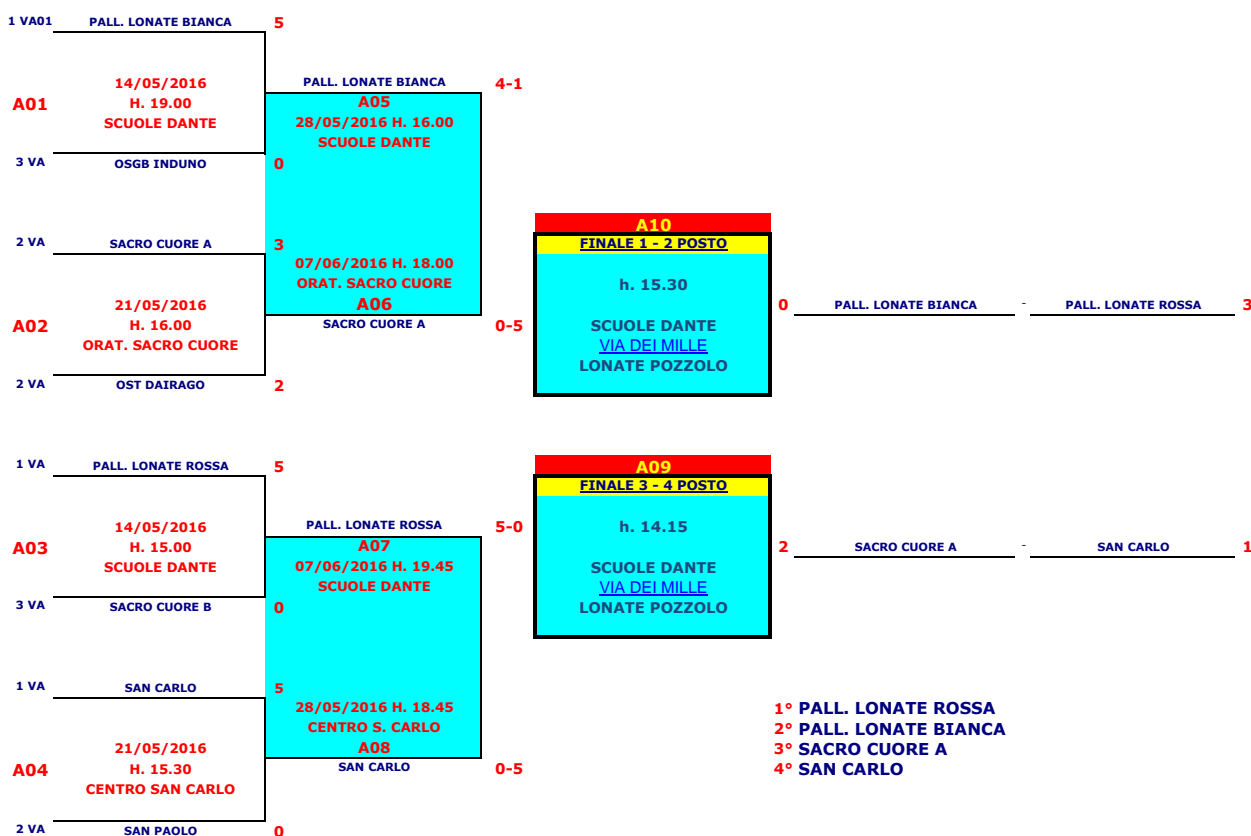 1 VA01 PALL. LONATE BIANCA 5
14/05/2016
A01 H. 19.00
SCUOLE DANTE
3 VA OSGB INDUNO 0
PALL. LONATE BIANCA 4-1
A05
28/05/2016 H. 16.00
SCUOLE DANTE
2 VA SACRO CUORE A 3
21/05/2016
A02 H. 16.00
ORAT. SACRO CUORE
2 VA OST DAIRAGO 2
07/06/2016 H. 18.00
ORAT. SACRO CUORE
A06
SACRO CUORE A 0-5
A10
FINALE 1 - 2 POSTO
h. 15.30
SCUOLE DANTE
VIA DEI MILLE
LONATE POZZOLO
0 PALL. LONATE BIANCA - PALL. LONATE ROSSA 3
1 VA PALL. LONATE ROSSA 5
14/05/2016
A03 H. 15.00
SCUOLE DANTE
3 VA SACRO CUORE B 0
PALL. LONATE ROSSA 5-0
A07
07/06/2016 H. 19.45
SCUOLE DANTE
1 VA SAN CARLO 5
21/05/2016
A04 H. 15.30
CENTRO SAN CARLO
2 VA SAN PAOLO 0
28/05/2016 H. 18.45
CENTRO S. CARLO
A08
SAN CARLO 0-5
A09
FINALE 3 - 4 POSTO
h. 14.15
SCUOLE DANTE
VIA DEI MILLE
LONATE POZZOLO
2 SACRO CUORE A - SAN CARLO 1
1° PALL. LONATE ROSSA
2° PALL. LONATE BIANCA
3° SACRO CUORE A
4° SAN CARLO